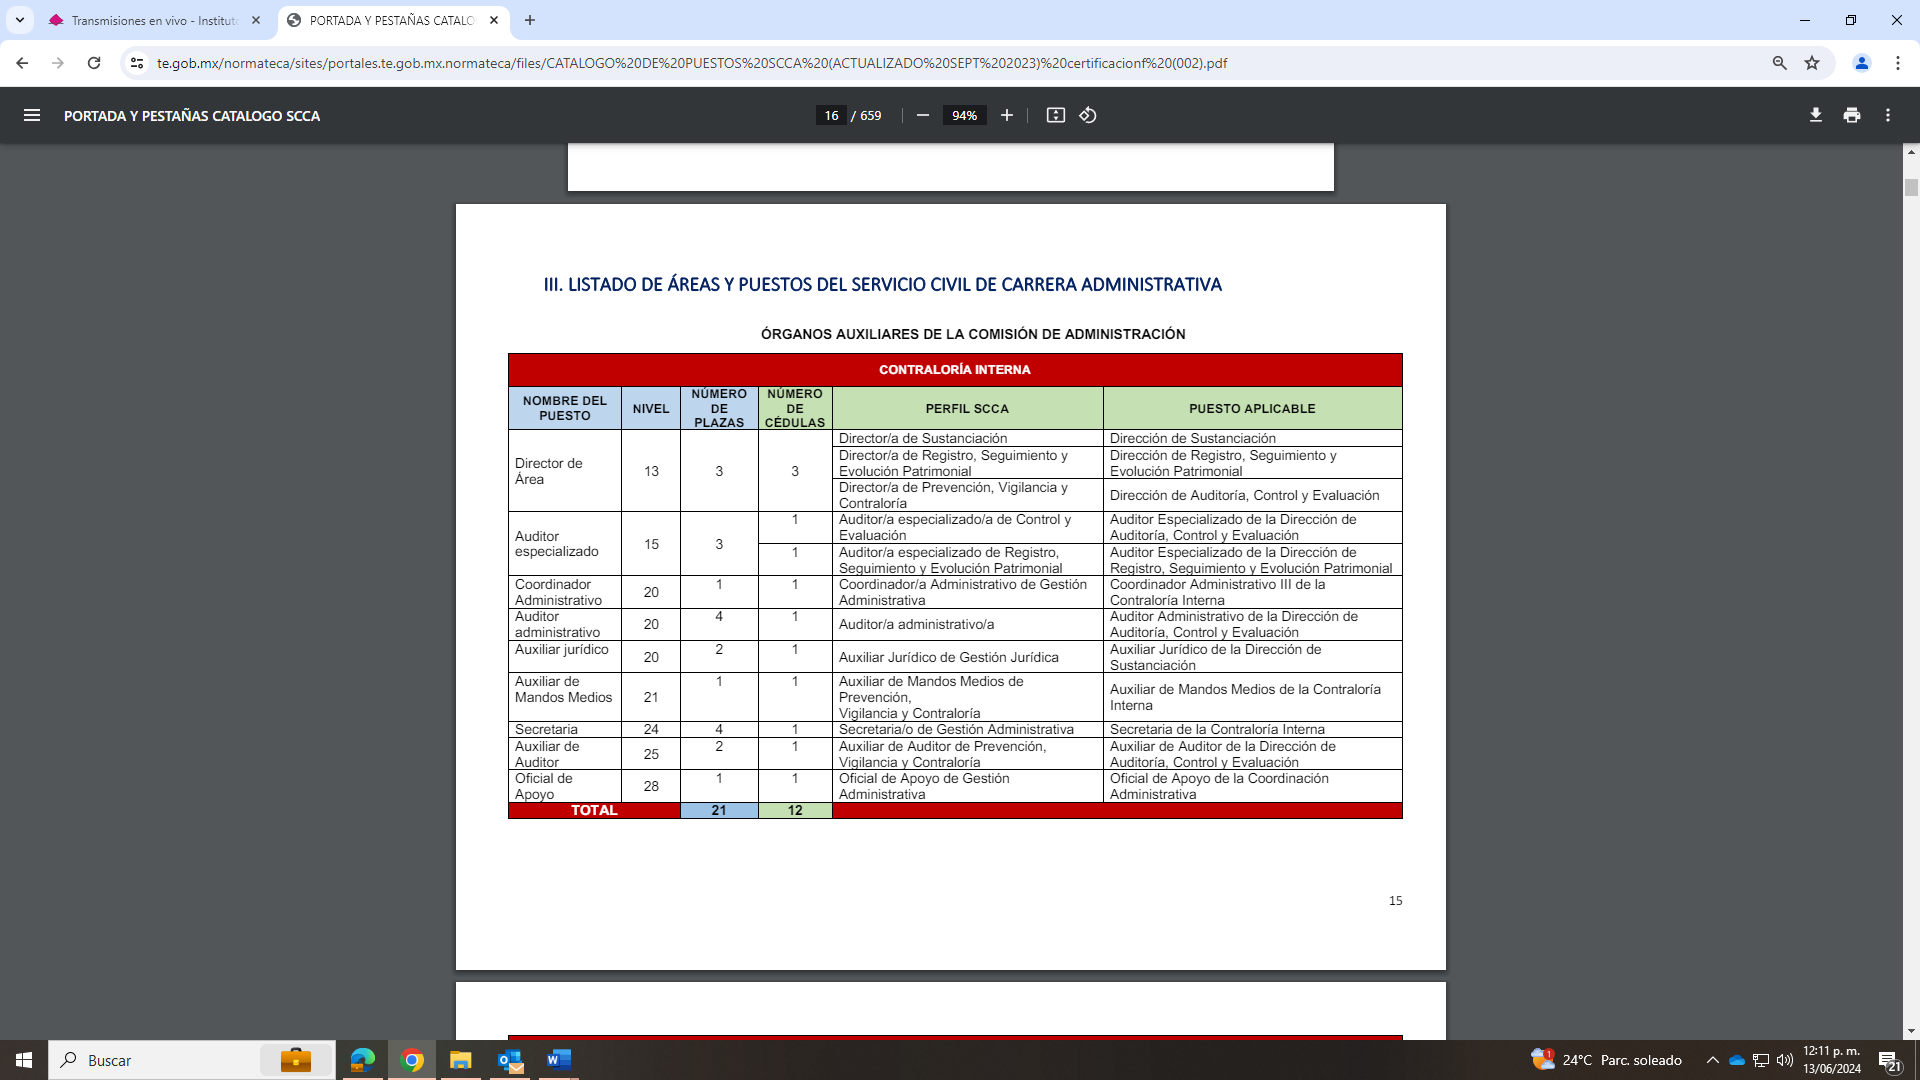 Transmisiones en vivo - Institut
PORTADA Y PESTAÑAS CATALO
te.gob.mx/normateca/sites/portales.te.gob.mx.normateca/files/CATALOGO%20DE%20PUESTOS%20SCCA%20(ACTUALIZADO%20SEPT%202023)%20certificacionf%20(002).pdf
PORTADA Y PESTAÑAS CATALOGO SCCA
16 / 659
94%
III. LISTADO DE ÁREAS Y PUESTOS DEL SERVICIO CIVIL DE CARRERA ADMINISTRATIVA
ÓRGANOS AUXILIARES DE LA COMISIÓN DE ADMINISTRACIÓN
CONTRALORÍA INTERNA
NOMBRE DEL
PUESTO
NIVEL
NÚMERO
DE
PLAZAS
NÚMERO
DE
CÉDULAS
PERFIL SCCA
PUESTO APLICABLE
Director de
Área
13
3
3
Director/a de Sustanciación
Dirección de Sustanciación
Director/a de Registro, Seguimiento y
Evolución Patrimonial
Dirección de Registro, Seguimiento y
Evolución Patrimonial
Director/a de Prevención, Vigilancia y
Contraloría
Dirección de Auditoría, Control y Evaluación
Auditor
especializado
15
3
1
Auditor/a especializado/a de Control y
Evaluación
Auditor Especializado de la Dirección de
Auditoría, Control y Evaluación
1
Auditor/a especializado de Registro,
Seguimiento y Evolución Patrimonial
Auditor Especializado de la Dirección de
Registro, Seguimiento y Evolución Patrimonial
Coordinador
Administrativo
20
1
1
Coordinador/a Administrativo de Gestión
Administrativa
Coordinador Administrativo III de la
Contraloría Interna
Auditor
administrativo
20
4
1
Auditor/a administrativo/a
Auditor Administrativo de la Dirección de
Auditoría, Control y Evaluación
Auxiliar jurídico
20
2
1
Auxiliar Jurídico de Gestión Jurídica
Auxiliar Jurídico de la Dirección de
Sustanciación
Auxiliar de
Mandos Medios
21
1
1
Auxiliar de Mandos Medios de
Prevención,
Vigilancia y Contraloría
Auxiliar de Mandos Medios de la Contraloría
Interna
Secretaria
24
4
1
Secretaria/o de Gestión Administrativa
Secretaria de la Contraloría Interna
Auxiliar de
Auditor
25
2
1
Auxiliar de Auditor de Prevención,
Vigilancia y Contraloría
Auxiliar de Auditor de la Dirección de
Auditoría, Control y Evaluación
Oficial de
Apoyo
28
1
1
Oficial de Apoyo de Gestión
Administrativa
Oficial de Apoyo de la Coordinación
Administrativa
TOTAL
21
12
15
Buscar
1
24°C Parc. soleado
12:11 p. m.
13/06/2024
21